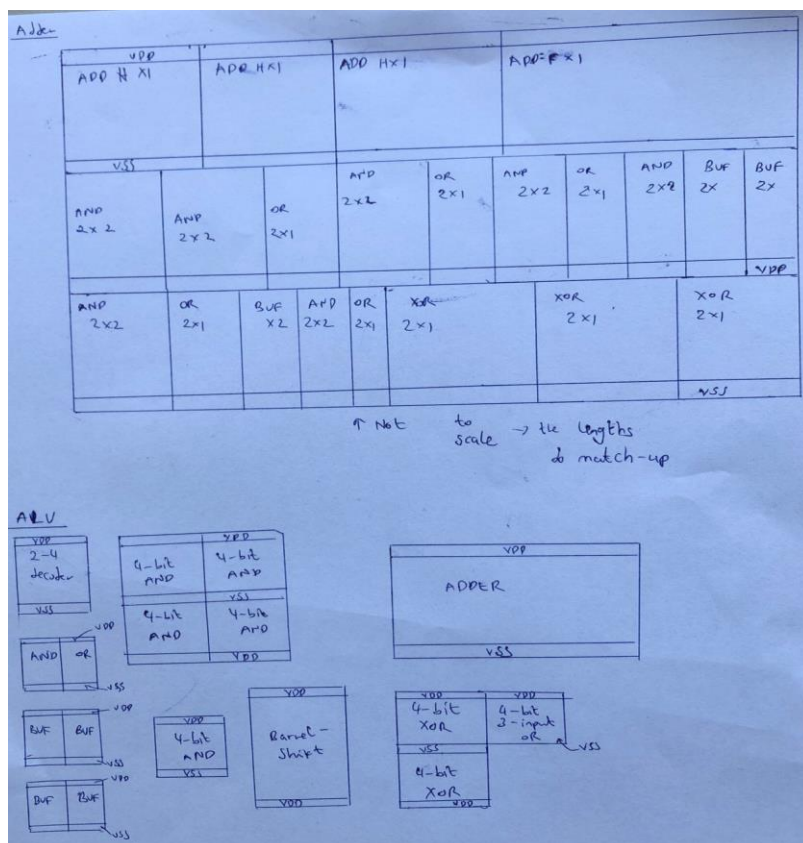 Adder
VDD
ADD H X1 ADD HX1 ADD HX1 ADD F X1
VSS
AND 2x2 AND 2x2 OR 2x1 AND 2x2 OR 2x1 AND 2x2 OR 2x1 AND 2x2 BUF 2x BUF 2x
VDD
AND 2x2 OR 2x1 BUF x2 AND 2x2 OR 2x1 XOR 2x1 XOR 2x1 XOR 2x1
VSS
↑ Not to scale → the lengths
do match-up
ALU
VDD
2-4
decoder
VSS
VDD
4-bit AND 4-bit AND
VSS
4-bit AND 4-bit AND
VDD
VDD
ADDER
VSS
VDD
AND OR
VSS
VDD
BUF BUF
VSS
VDD
BUF BUF
VSS
VDD
4-bit
AND
VSS
VDD
Barrel-
Shift
VDD
VDD VDD
4-bit XOR 4-bit 3-input OR
VSS VSS
4-bit
XOR
VDD